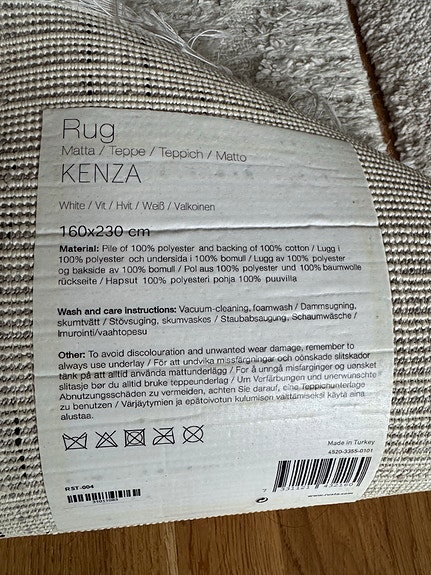 Rug
Matta / Teppe / Teppich / Matto
KENZA
White / Vit / Hvit / Weiß / Valkoinen
160x230 cm
Material: Pile of 100% polyester and backing of 100% cotton / Lugg i
100% polyester och undersida i 100% bomull / Lugg av 100% polyester
og bakside av 100% bomull / Pol aus 100% polyester und 100% baumwolle
rückseite / Hapsut 100% polyesteri pohja 100% puuvilla
Wash and care instructions: Vacuum-cleaning, foamwash / Dammsugning,
skumtvätt / Stövsuging, skumvaskes / Staubabsaugung, Schaumwäsche /
Imurointi/vaahtopesu
Other: To avoid discolouration and unwanted wear damage, remember to
always use underlay / För att undvika missfärgningar och oönskade slitskador
tänk på att alltid använda mattunderlägg / For å unngå misfarginger og uønsket
slitasje bør du alltid bruke teppeunderlag / Um Verfärbungen und unerwünschte
Abnutzungsschäden zu vermeiden, achten Sie darauf, eine Teppichunterlage
zu benutzen / Värjäytymien ja epätoivotun kulumisen välttämiseksi käytä aina
alustaa.
Made in Turkey
4520-3355-0101
RST-004